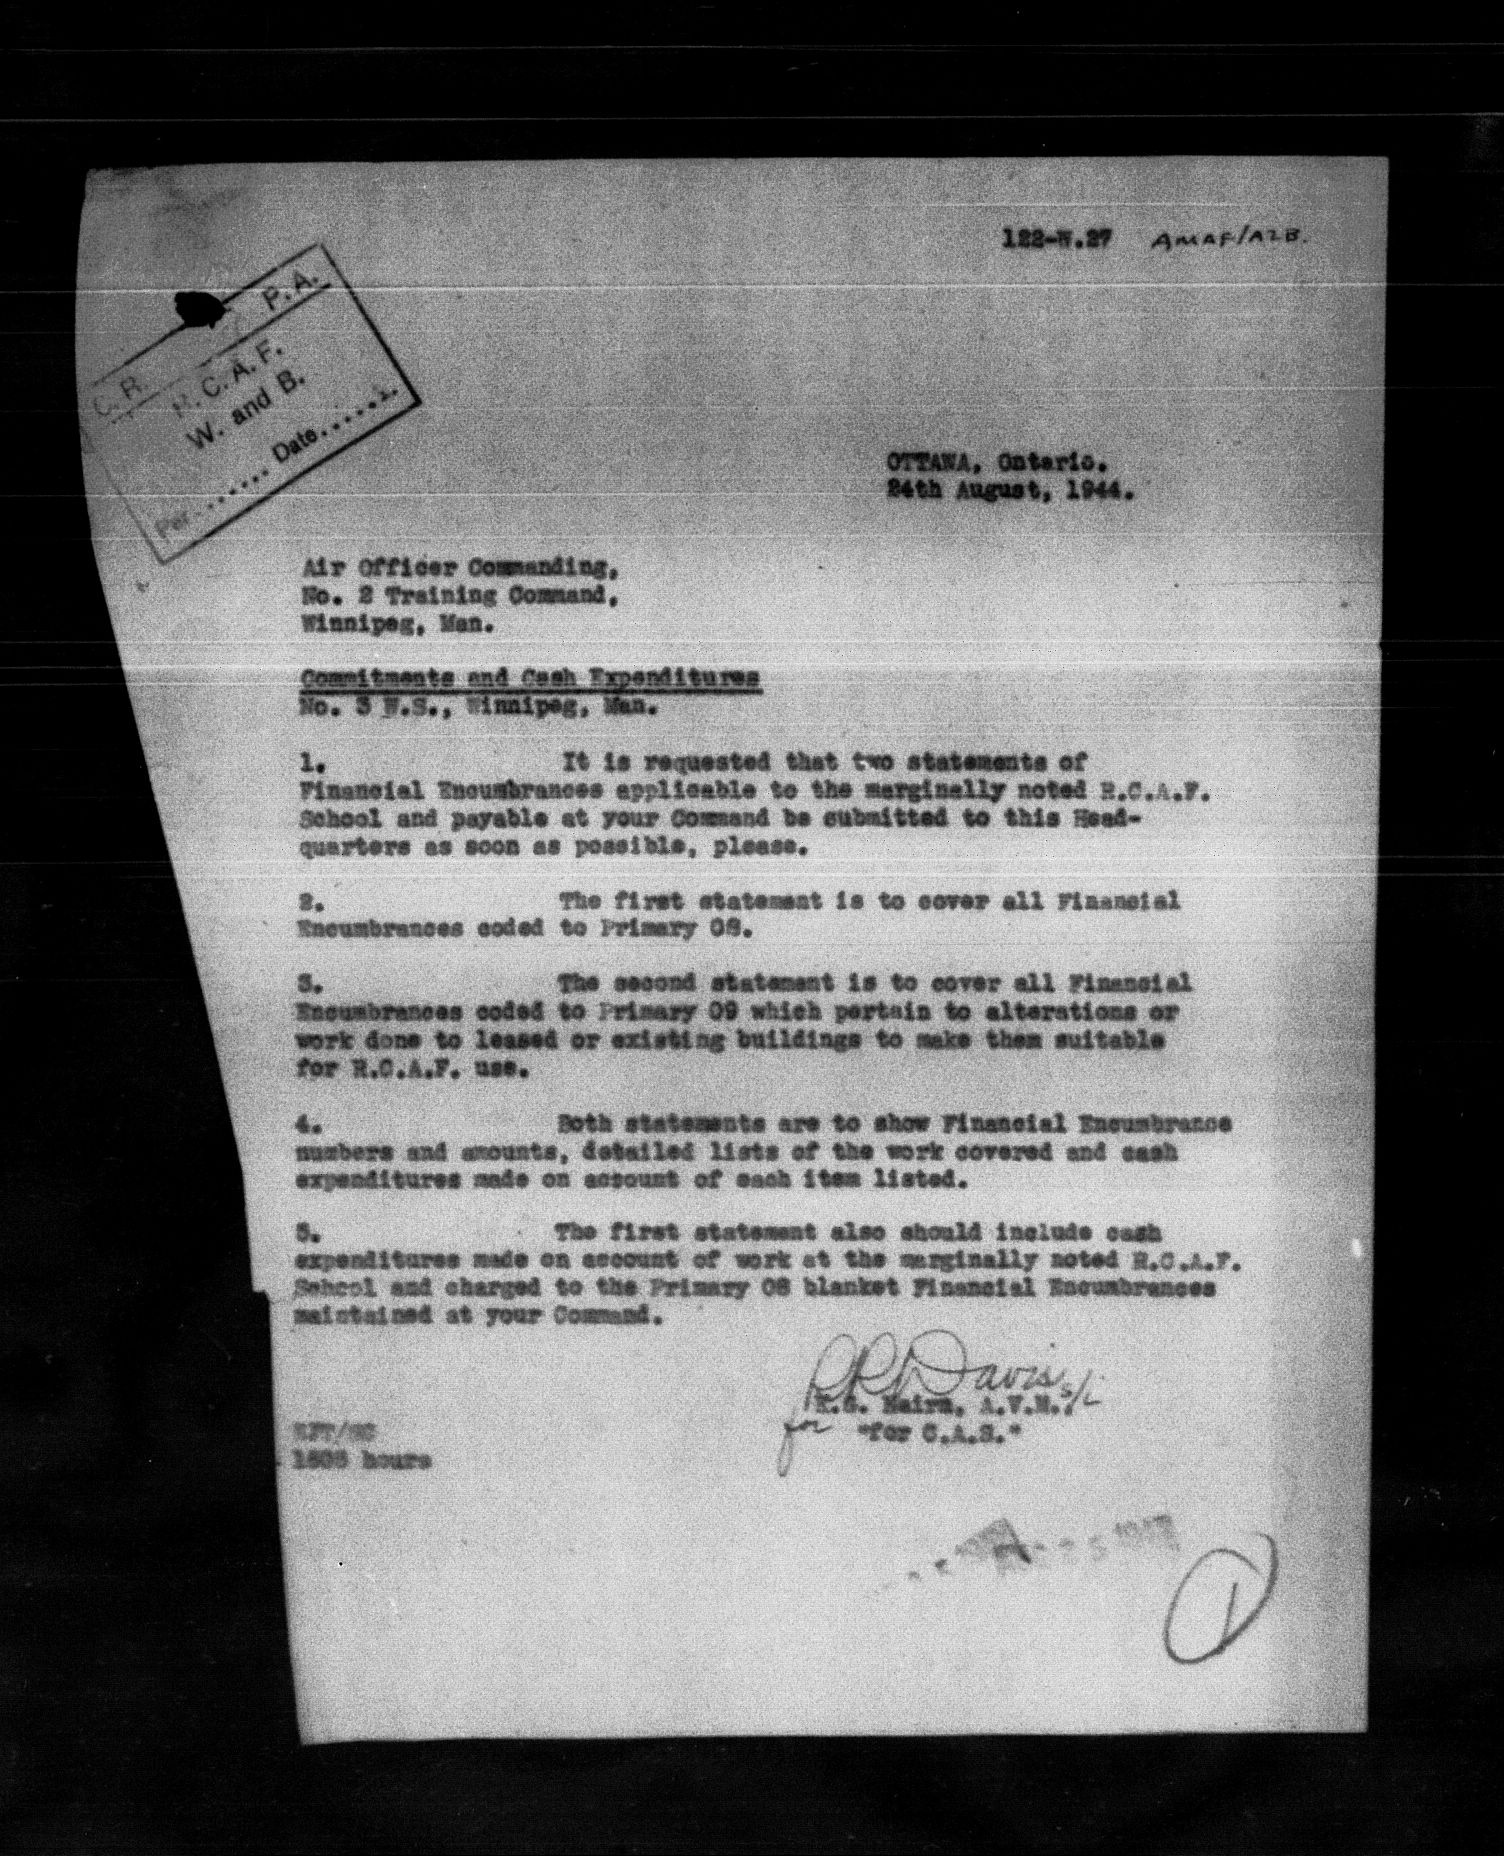 122-W.27 AMAF/A2B.
C. R. P. A.
R. C. A. F.
W. and B.
Per........ Date......
OTTAWA, Ontario.
24th August, 1944.
Air Officer Commanding,
No. 2 Training Command,
Winnipeg, Man.
Commitments and Cash Expenditures
No. 3 W.S., Winnipeg, Man.
1. It is requested that two statements of
Financial Encumbrances applicable to the marginally noted R.C.A.F.
School and payable at your Command be submitted to this Head-
quarters as soon as possible, please.
2. The first statement is to cover all Financial
Encumbrances coded to Primary 08.
3. The second statement is to cover all Financial
Encumbrances coded to Primary 09 which pertain to alterations or
work done to leased or existing buildings to make them suitable
for R.C.A.F. use.
4. Both statements are to show Financial Encumbrance
numbers and amounts, detailed lists of the work covered and cash
expenditures made on account of each item listed.
5. The first statement also should include cash
expenditures made on account of work at the marginally noted R.C.A.F.
School and charged to the Primary 08 blanket Financial Encumbrances
maintained at your Command.
Davis
K.G. Nairn, A.V.M.,
for "for C.A.S."
hours
1